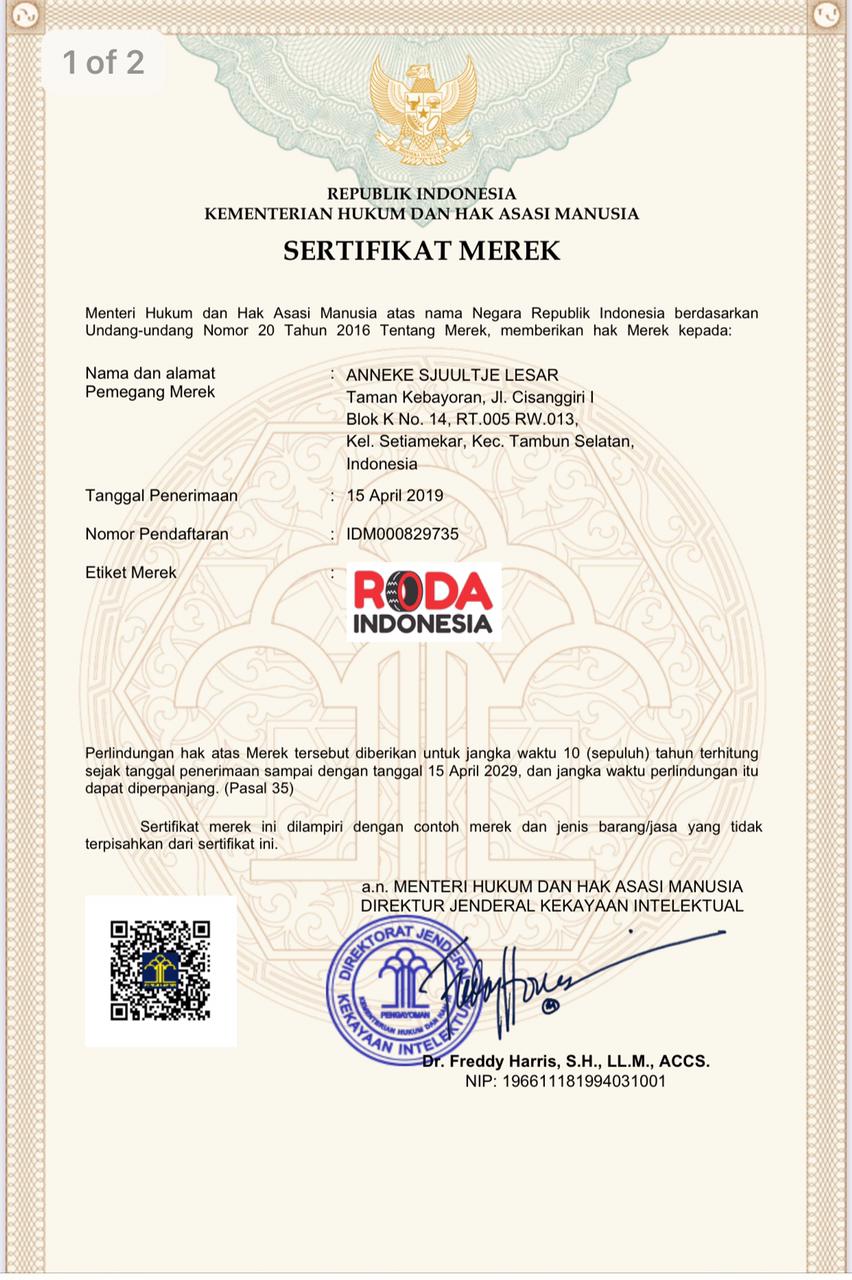 1 of 2
REPUBLIK INDONESIA
KEMENTERIAN HUKUM DAN HAK ASASI MANUSIA
SERTIFIKAT MEREK
Menteri Hukum dan Hak Asasi Manusia atas nama Negara Republik Indonesia berdasarkan
Undang-undang Nomor 20 Tahun 2016 Tentang Merek, memberikan hak Merek kepada:
Nama dan alamat
Pemegang Merek
: ANNEKE SJUULTJE LESAR
Taman Kebayoran, Jl. Cisanggiri I
Blok K No. 14, RT.005 RW.013,
Kel. Setiamekar, Kec. Tambun Selatan,
Indonesia
Tanggal Penerimaan : 15 April 2019
Nomor Pendaftaran : IDM000829735
Etiket Merek :
RODA
INDONESIA
Perlindungan hak atas Merek tersebut diberikan untuk jangka waktu 10 (sepuluh) tahun terhitung
sejak tanggal penerimaan sampai dengan tanggal 15 April 2029, dan jangka waktu perlindungan itu
dapat diperpanjang. (Pasal 35)
Sertifikat merek ini dilampiri dengan contoh merek dan jenis barang/jasa yang tidak
terpisahkan dari sertifikat ini.
a.n. MENTERI HUKUM DAN HAK ASASI MANUSIA
DIREKTUR JENDERAL KEKAYAAN INTELEKTUAL
DIREKTORAT JENDERAL
PENGAYOMAN
KEMENTERIAN HUKUM DAN HAM
KEKAYAAN INTELEKTUAL
Dr. Freddy Harris, S.H., LL.M., ACCS.
NIP: 196611181994031001